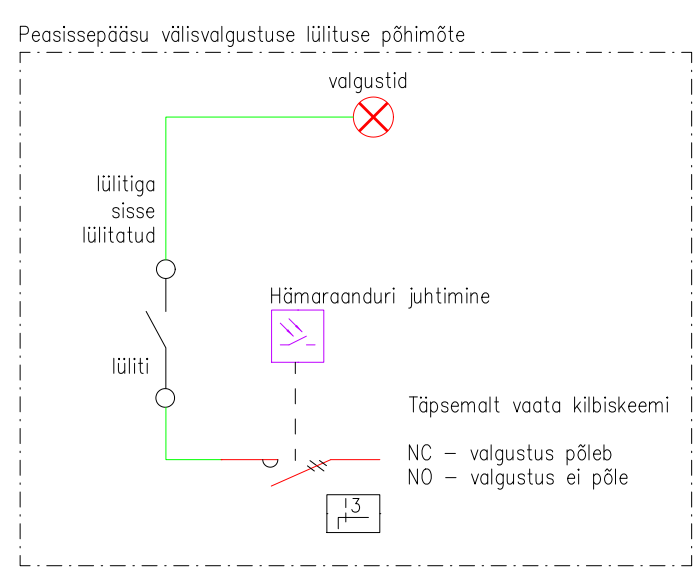 Peasissepääsu välisvalgustuse lülituse põhimõte
valgustid
lülitiga
sisse
lülitatud
Hämaraanduri juhtimine
lüliti
Täpsemalt vaata kilbiskeemi
NC - valgustus põleb
NO - valgustus ei põle
3